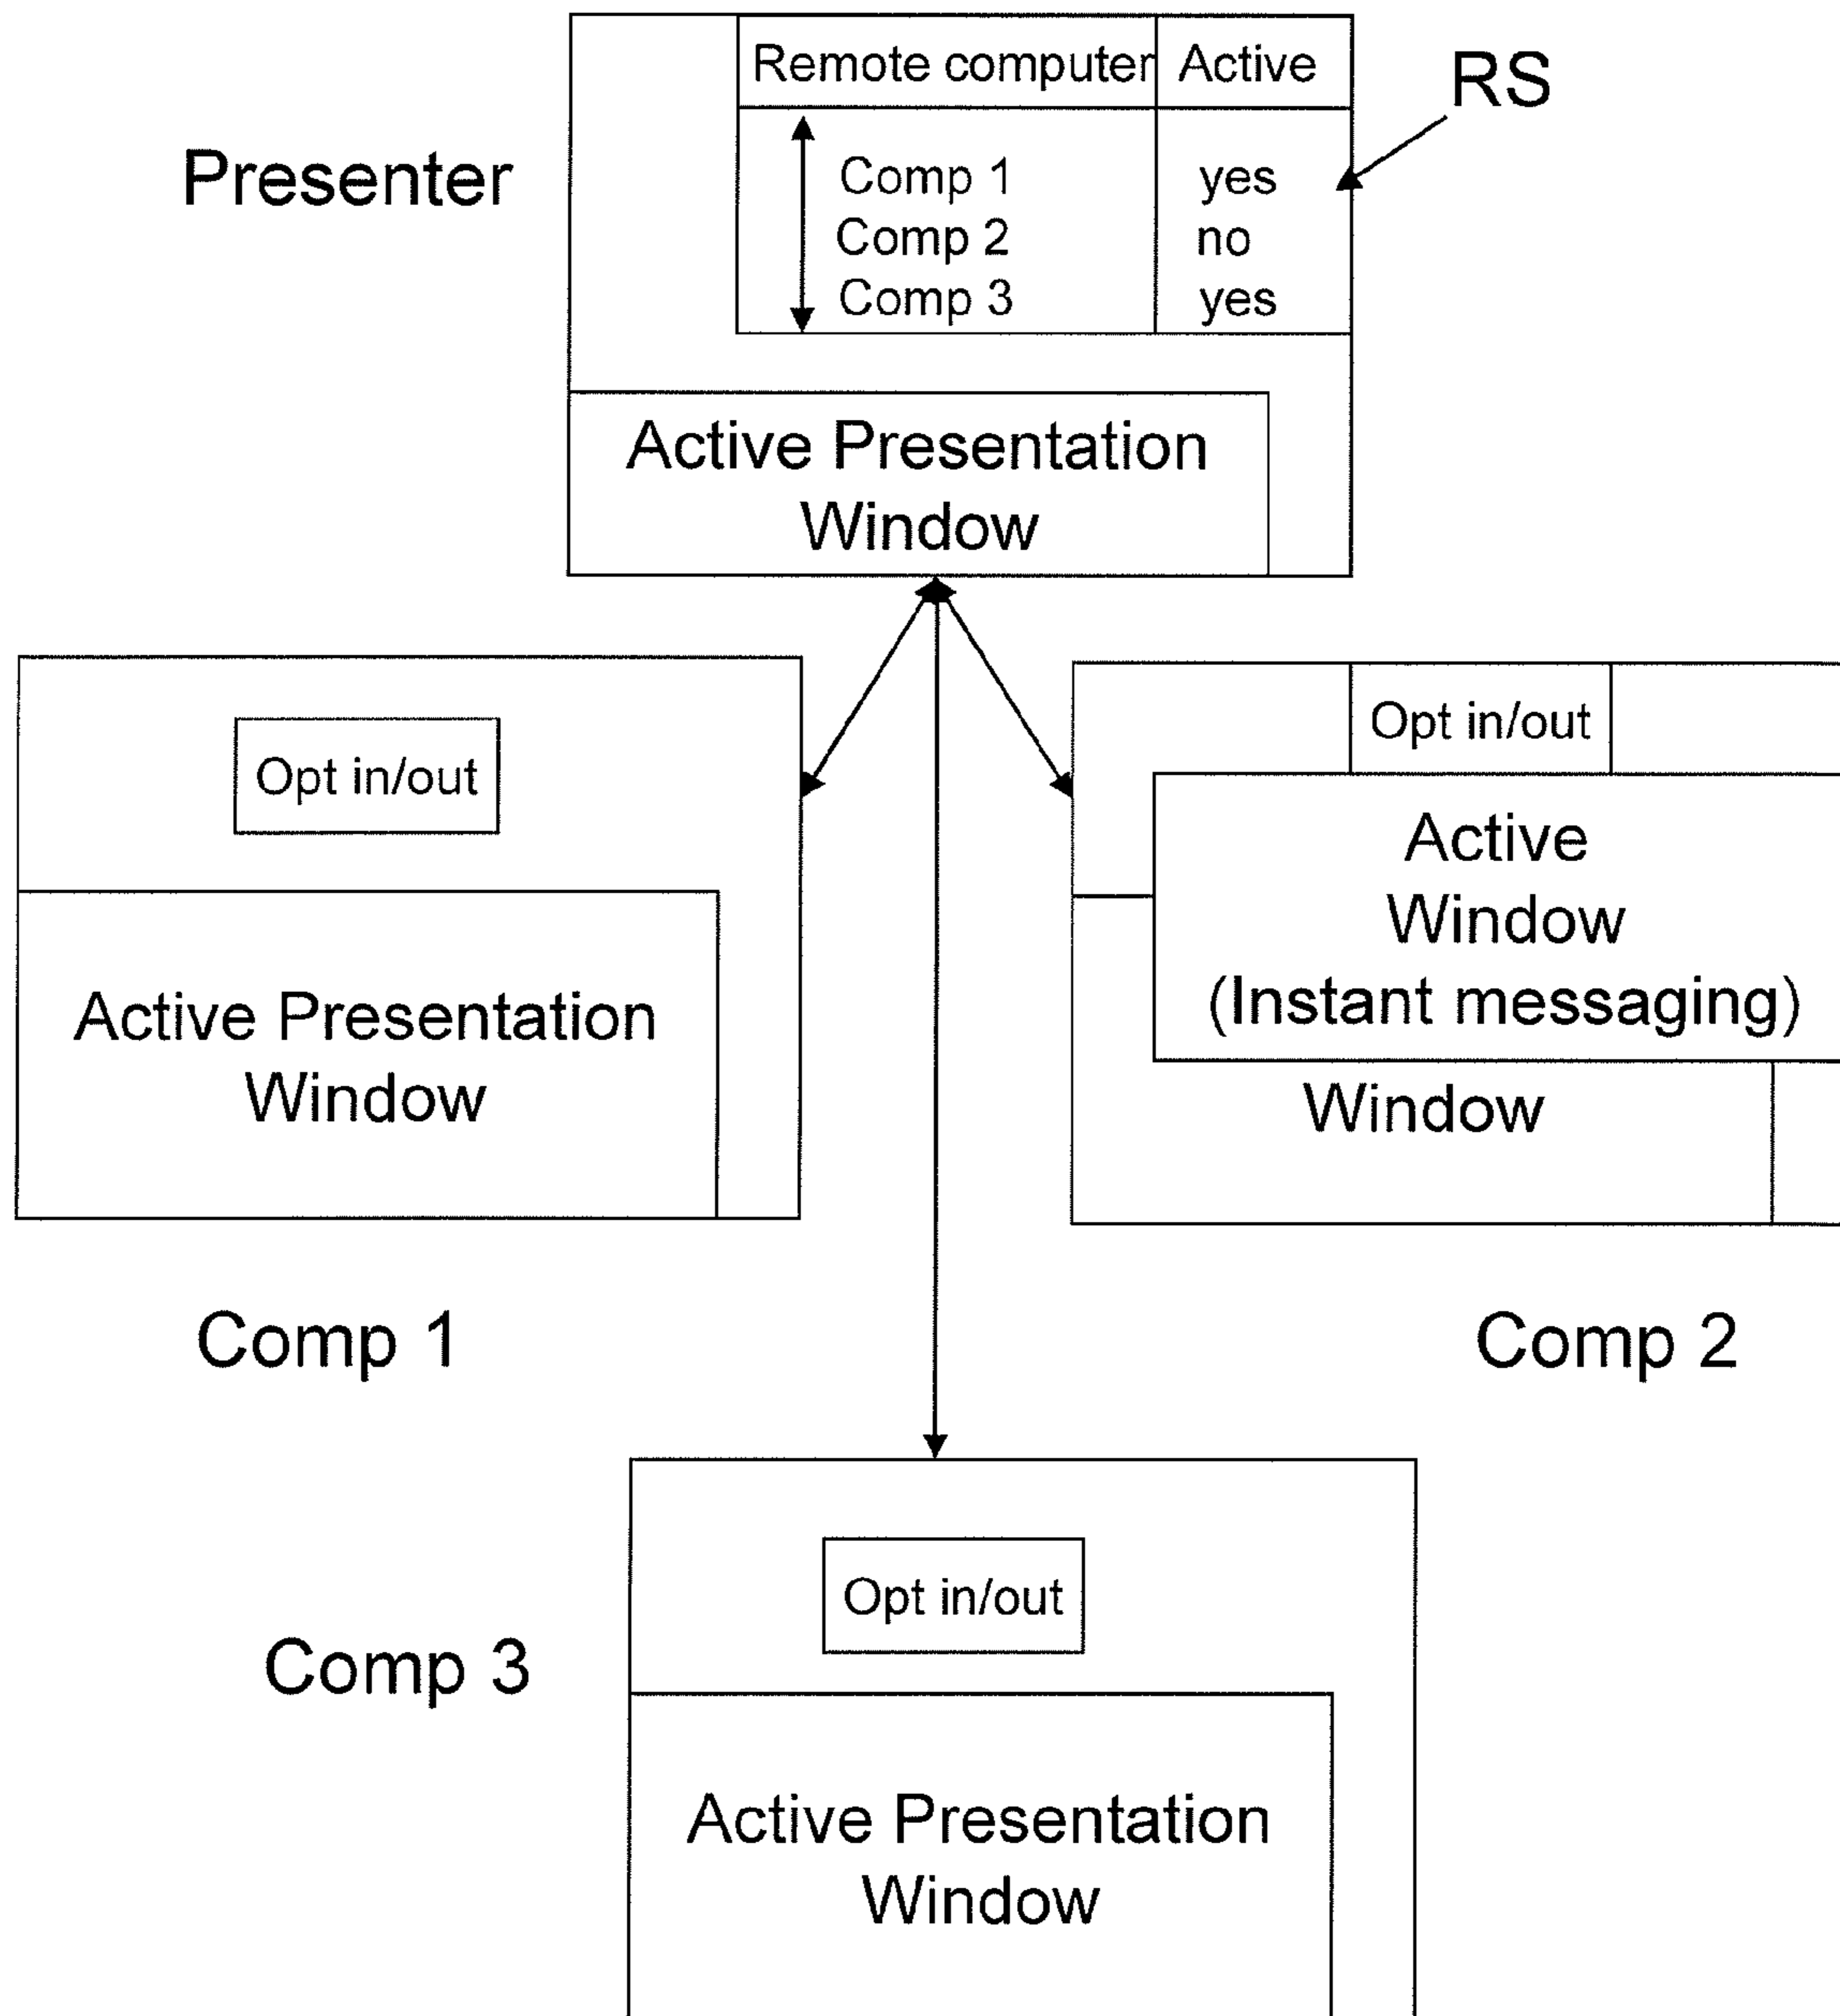 Remote computer Active
RS
Presenter
Comp 1 yes
Comp 2 no
Comp 3 yes
Active Presentation
Window
Opt in/out
Active Presentation
Window
Comp 1
Opt in/out
Active
Window
(Instant messaging)
Window
Comp 2
Comp 3
Opt in/out
Active Presentation
Window